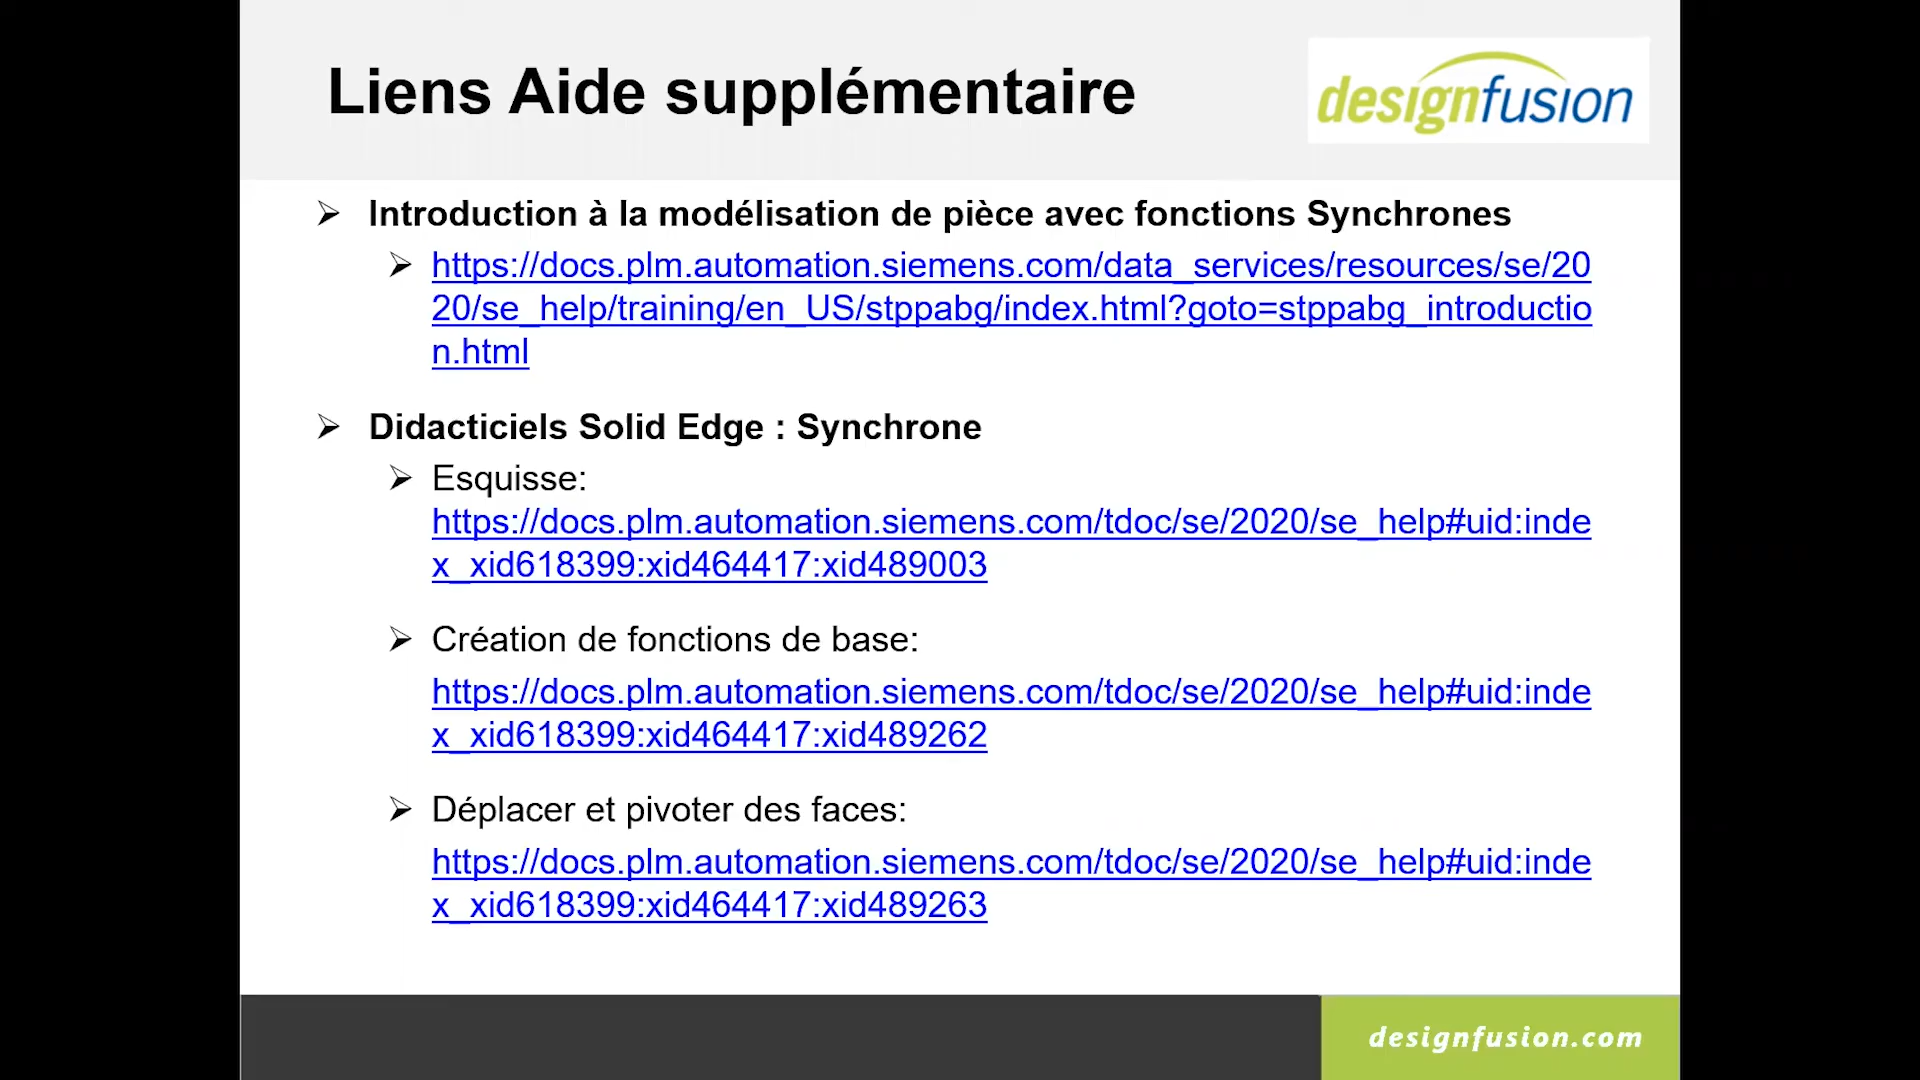 Liens Aide supplémentaire
designfusion
Introduction à la modélisation de pièce avec fonctions Synchrones
https://docs.plm.automation.siemens.com/data_services/resources/se/20
20/se_help/training/en_US/stppabg/index.html?goto=stppabg_introductio
n.html
Didacticiels Solid Edge : Synchrone
Esquisse:
https://docs.plm.automation.siemens.com/tdoc/se/2020/se_help#uid:inde
x_xid618399:xid464417:xid489003
Création de fonctions de base:
https://docs.plm.automation.siemens.com/tdoc/se/2020/se_help#uid:inde
x_xid618399:xid464417:xid489262
Déplacer et pivoter des faces:
https://docs.plm.automation.siemens.com/tdoc/se/2020/se_help#uid:inde
x_xid618399:xid464417:xid489263
designfusion.com